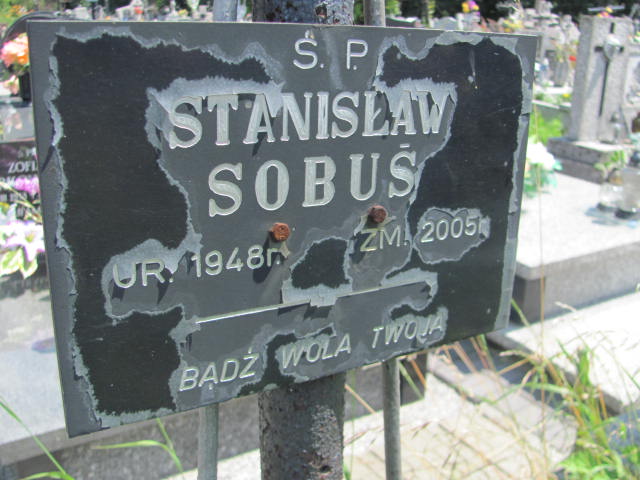 Ś. P.
STANISŁAW
SOBUŚ
UR. 1948r. ZM. 2005r.
BĄDŹ WOLA TWOJA